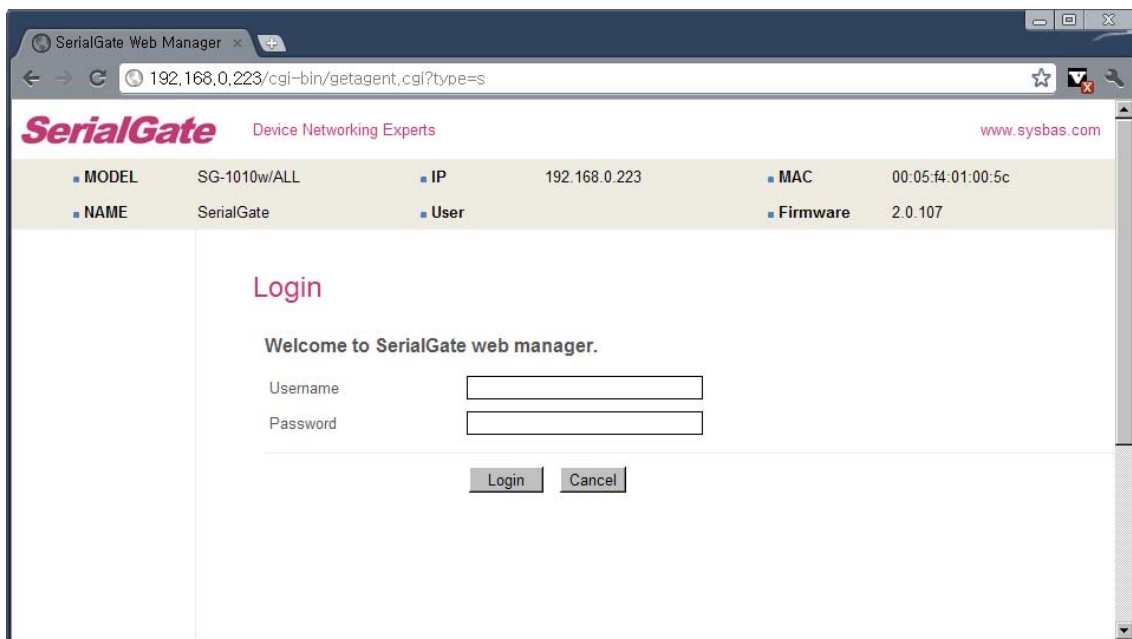 SerialGate Web Manager
192,168,0,223/cgi-bin/getagent,cgi?type=s
SerialGate Device Networking Experts www.sysbas.com
MODEL SG-1010w/ALL IP 192.168.0.223 MAC 00:05:f4:01:00:5c
NAME SerialGate User Firmware 2.0.107
Login
Welcome to SerialGate web manager.
Username
Password
Login Cancel